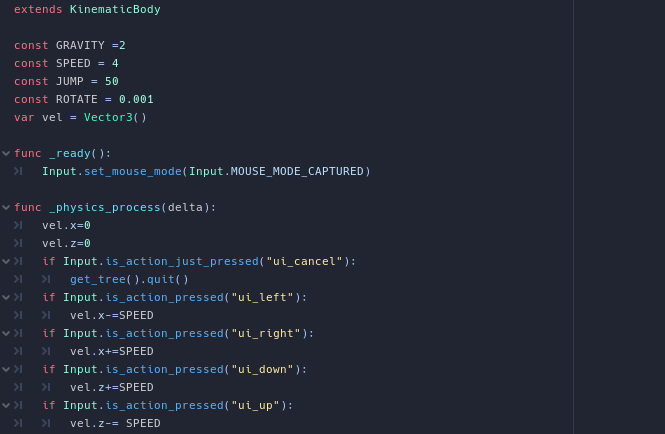 extends KinematicBody
const GRAVITY =2
const SPEED = 4
const JUMP = 50
const ROTATE = 0.001
var vel = Vector3()
func _ready():
Input.set_mouse_mode(Input.MOUSE_MODE_CAPTURED)
func _physics_process(delta):
vel.x=0
vel.z=0
if Input.is_action_just_pressed("ui_cancel"):
get_tree().quit()
if Input.is_action_pressed("ui_left"):
vel.x-=SPEED
if Input.is_action_pressed("ui_right"):
vel.x+=SPEED
if Input.is_action_pressed("ui_down"):
vel.z+=SPEED
if Input.is_action_pressed("ui_up"):
vel.z-= SPEED